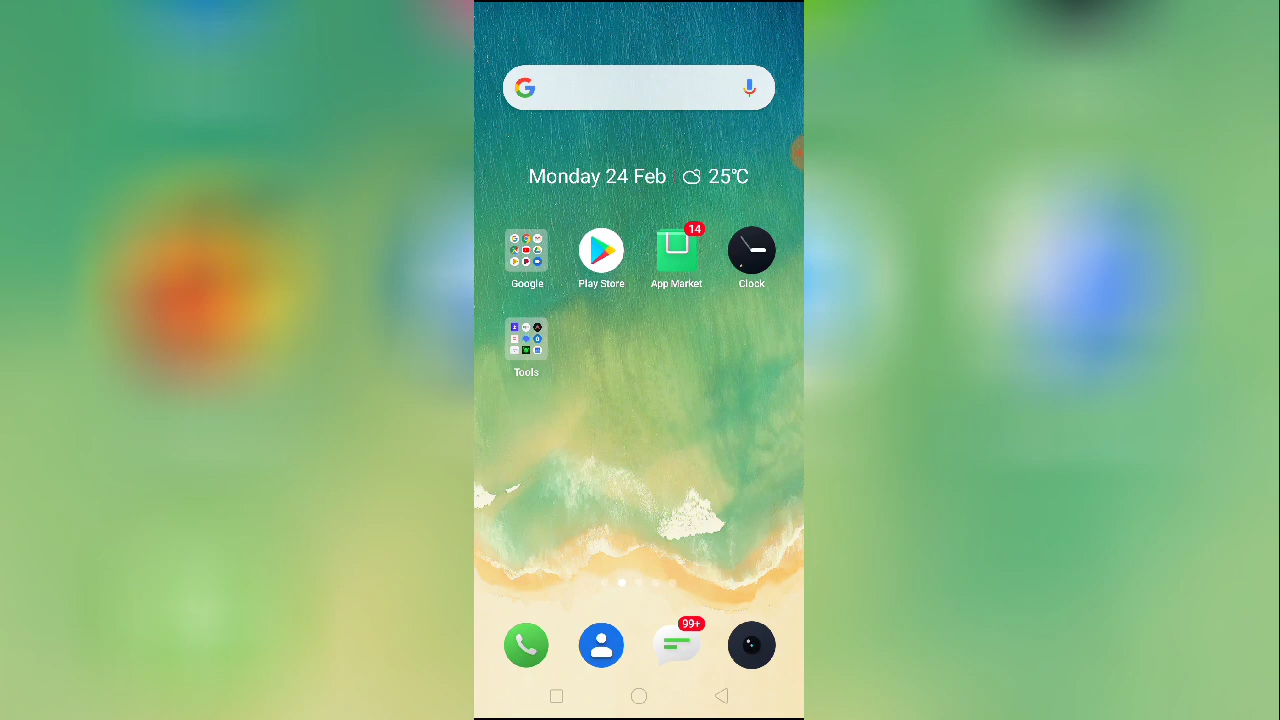 Monday 24 Feb 25°C
14
Google
Play Store
App Market
Clock
Tools
99+